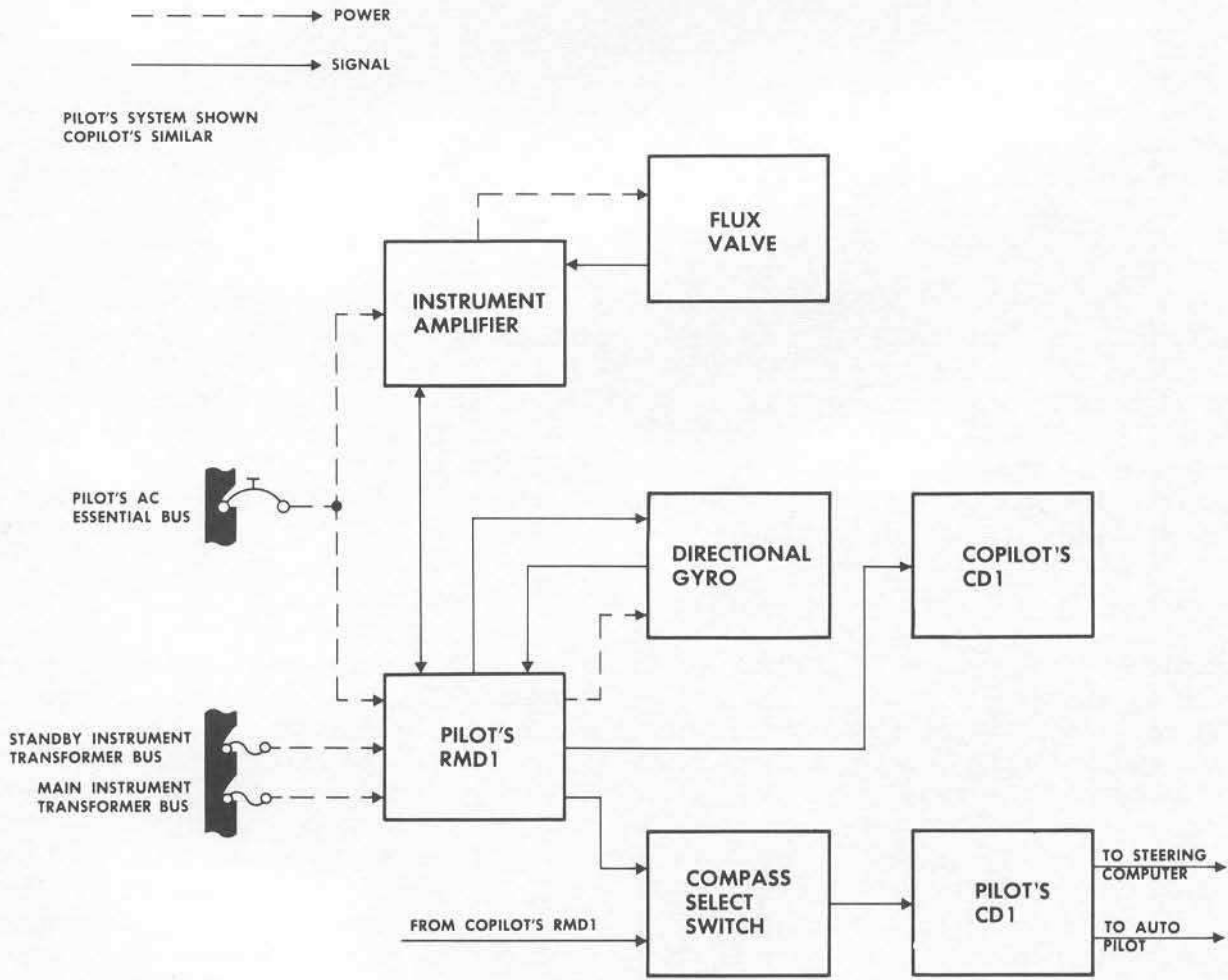 POWER
SIGNAL
PILOT'S SYSTEM SHOWN
COPILOT'S SIMILAR
FLUX
VALVE
INSTRUMENT
AMPLIFIER
PILOT'S AC
ESSENTIAL BUS
DIRECTIONAL
GYRO
COPILOT'S
CD1
STANDBY INSTRUMENT
TRANSFORMER BUS
MAIN INSTRUMENT
TRANSFORMER BUS
PILOT'S
RMD1
COMPASS
SELECT
SWITCH
FROM COPILOT'S RMD1
PILOT'S
CD1
TO STEERING
COMPUTER
TO AUTO
PILOT